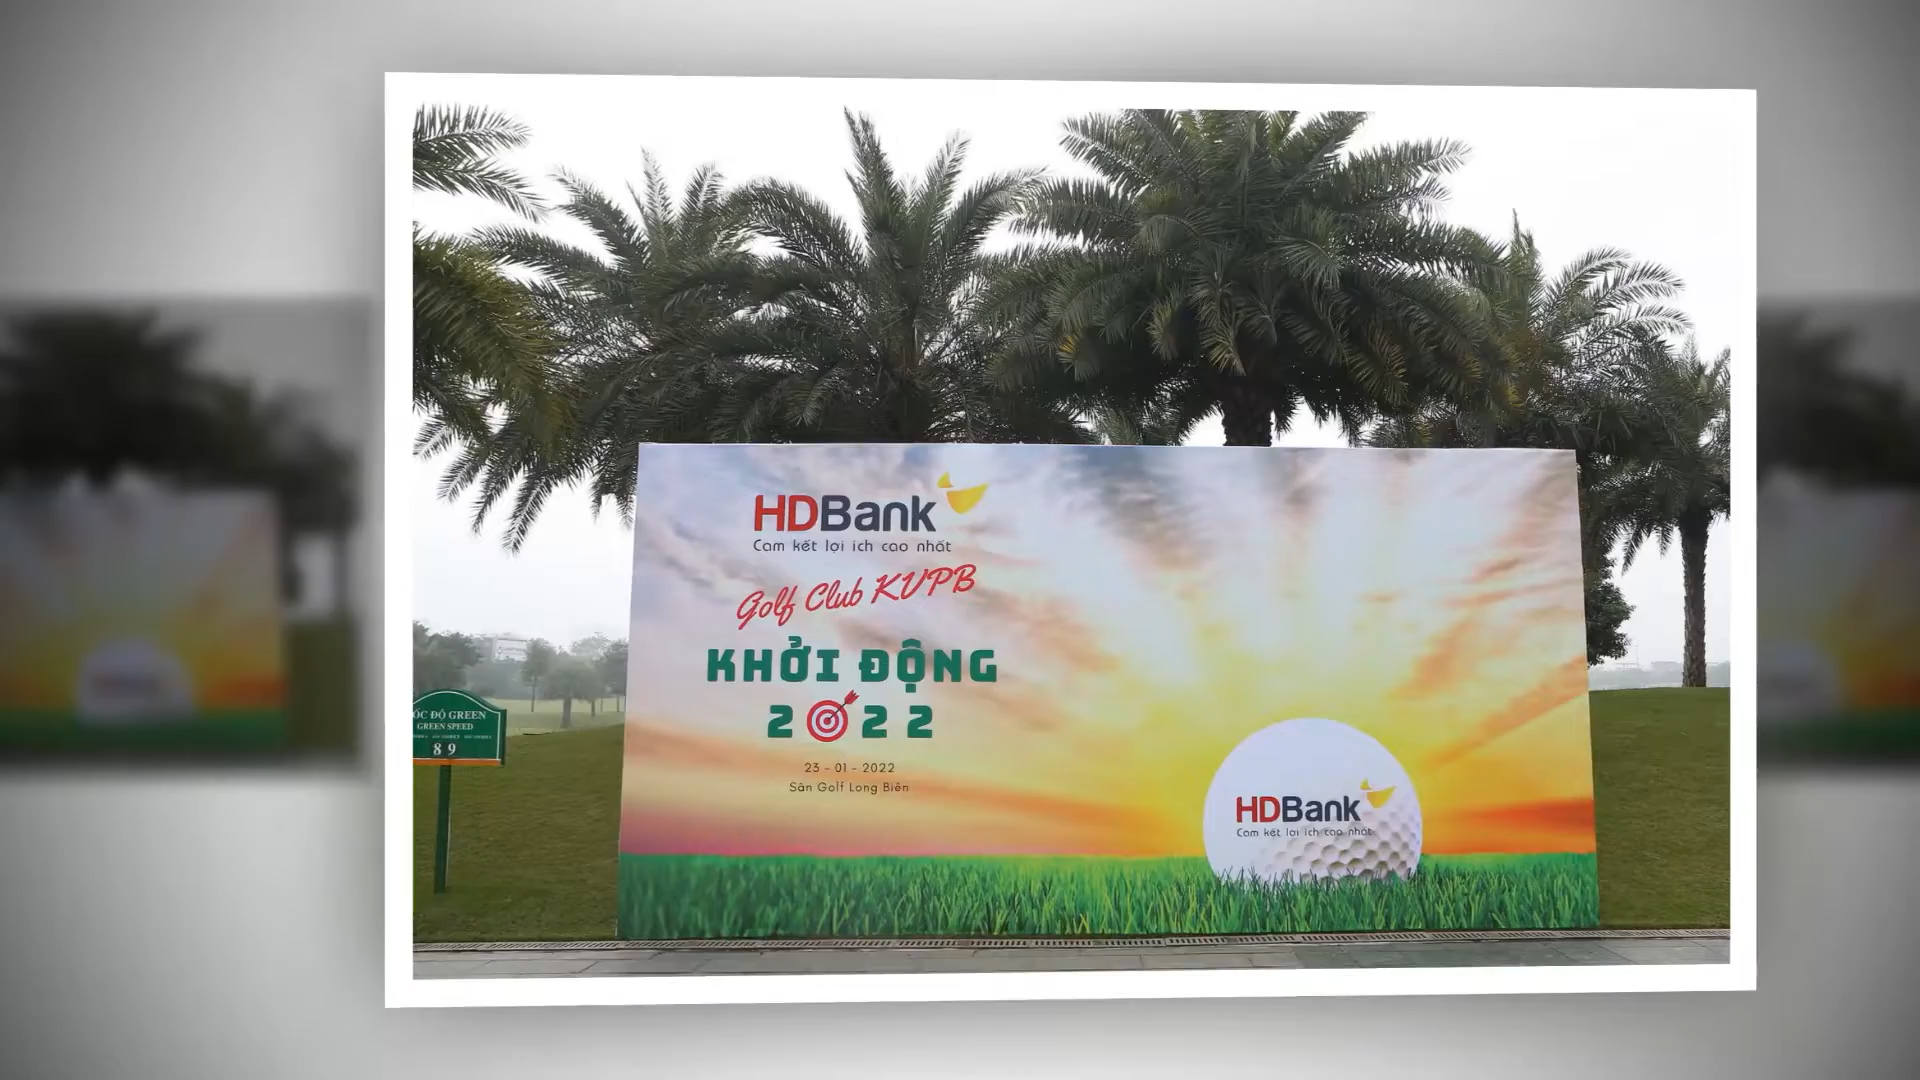 HDBank
Cam kết lợi ích cao nhất
Golf Club KVPB
KHỞI ĐỘNG
2022
23 - 01 - 2022
Sân Golf Long Biên
HDBank
Cam kết lợi ích cao nhất
ỐC ĐỘ GREEN
GREEN SPEED
89